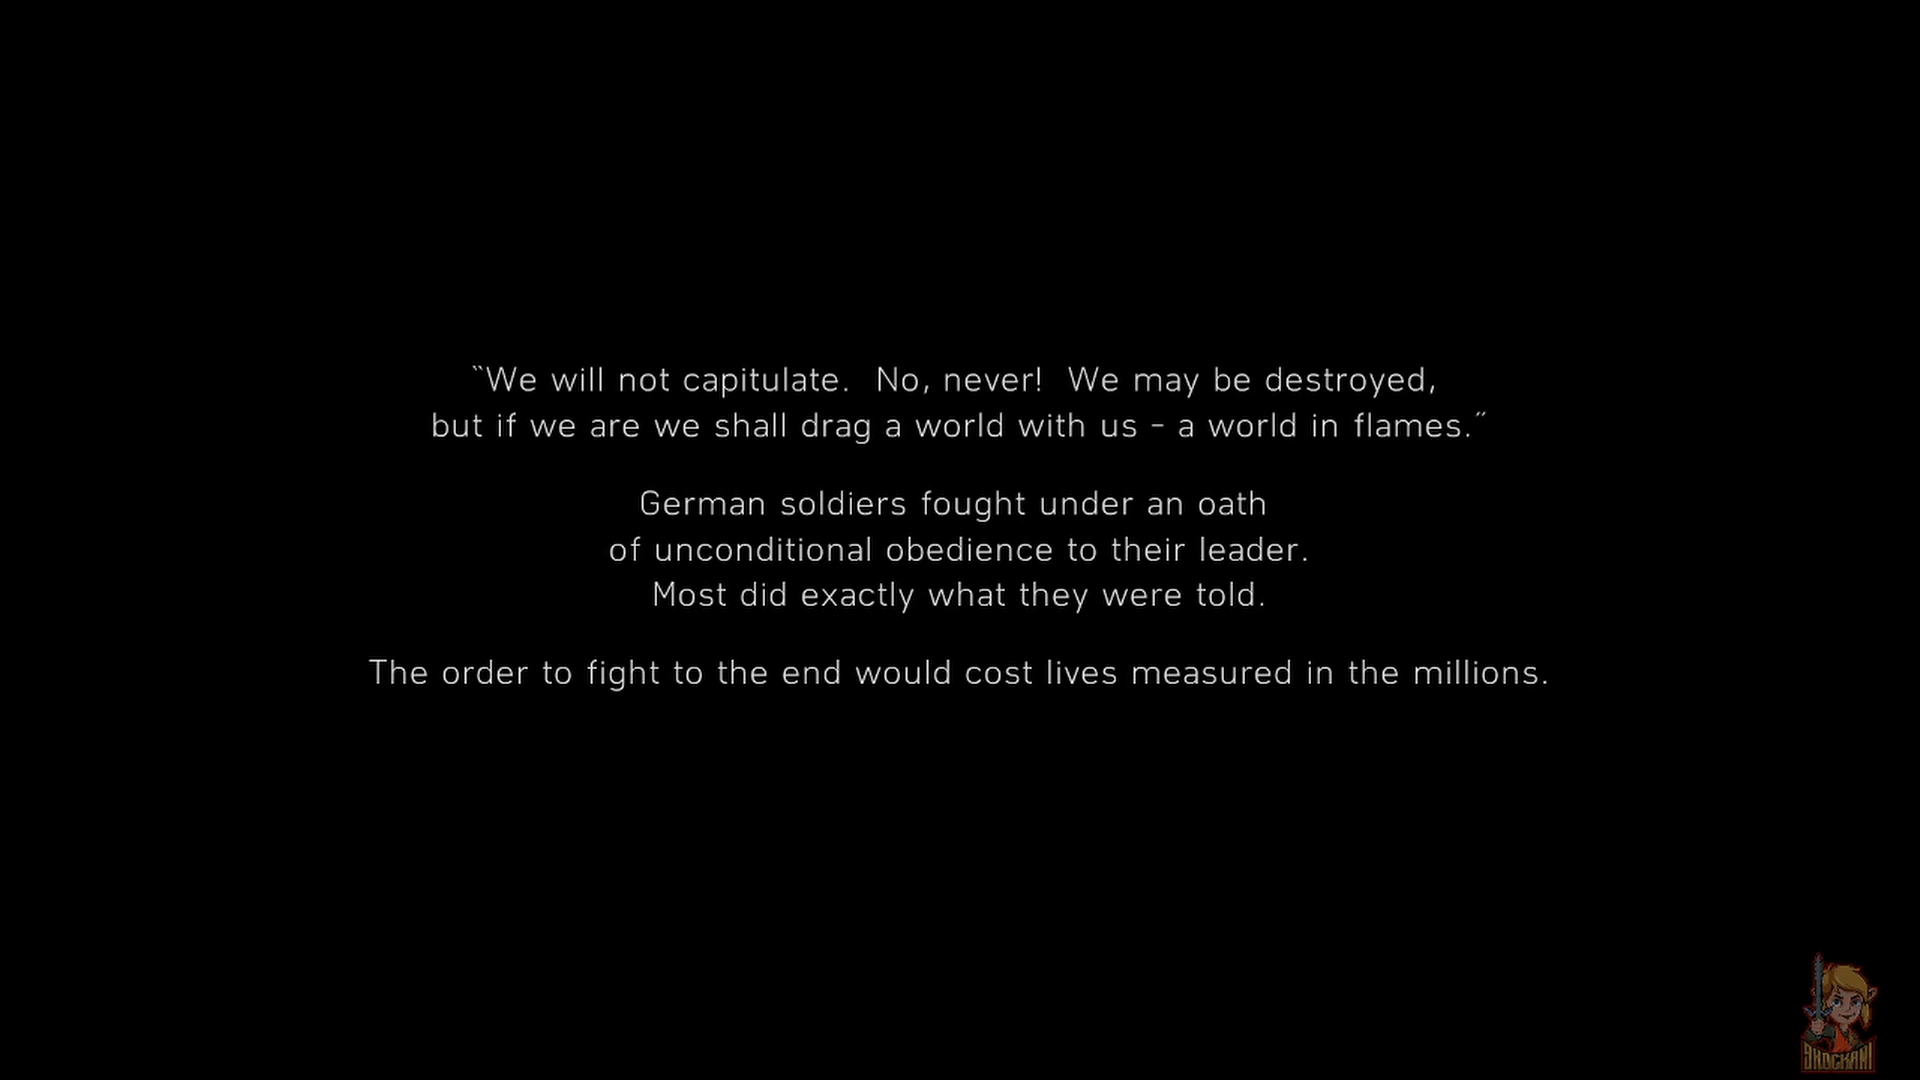 “We will not capitulate.  No, never!  We may be destroyed,
but if we are we shall drag a world with us – a world in flames.”
German soldiers fought under an oath
of unconditional obedience to their leader.
Most did exactly what they were told.
The order to fight to the end would cost lives measured in the millions.